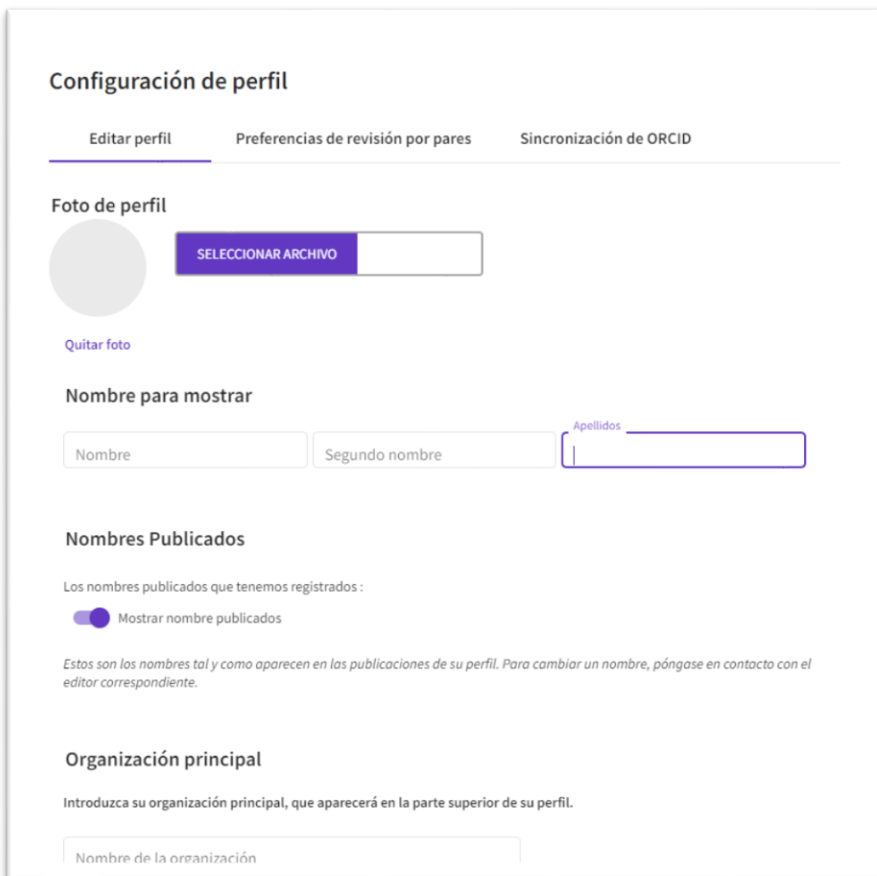 Configuración de perfil
Editar perfil Preferencias de revisión por pares Sincronización de ORCID
Foto de perfil
SELECCIONAR ARCHIVO
Quitar foto
Nombre para mostrar
Nombre Segundo nombre Apellidos
Nombres Publicados
Los nombres publicados que tenemos registrados :
Mostrar nombre publicados
Estos son los nombres tal y como aparecen en las publicaciones de su perfil. Para cambiar un nombre, póngase en contacto con el
editor correspondiente.
Organización principal
Introduzca su organización principal, que aparecerá en la parte superior de su perfil.
Nombre de la organización